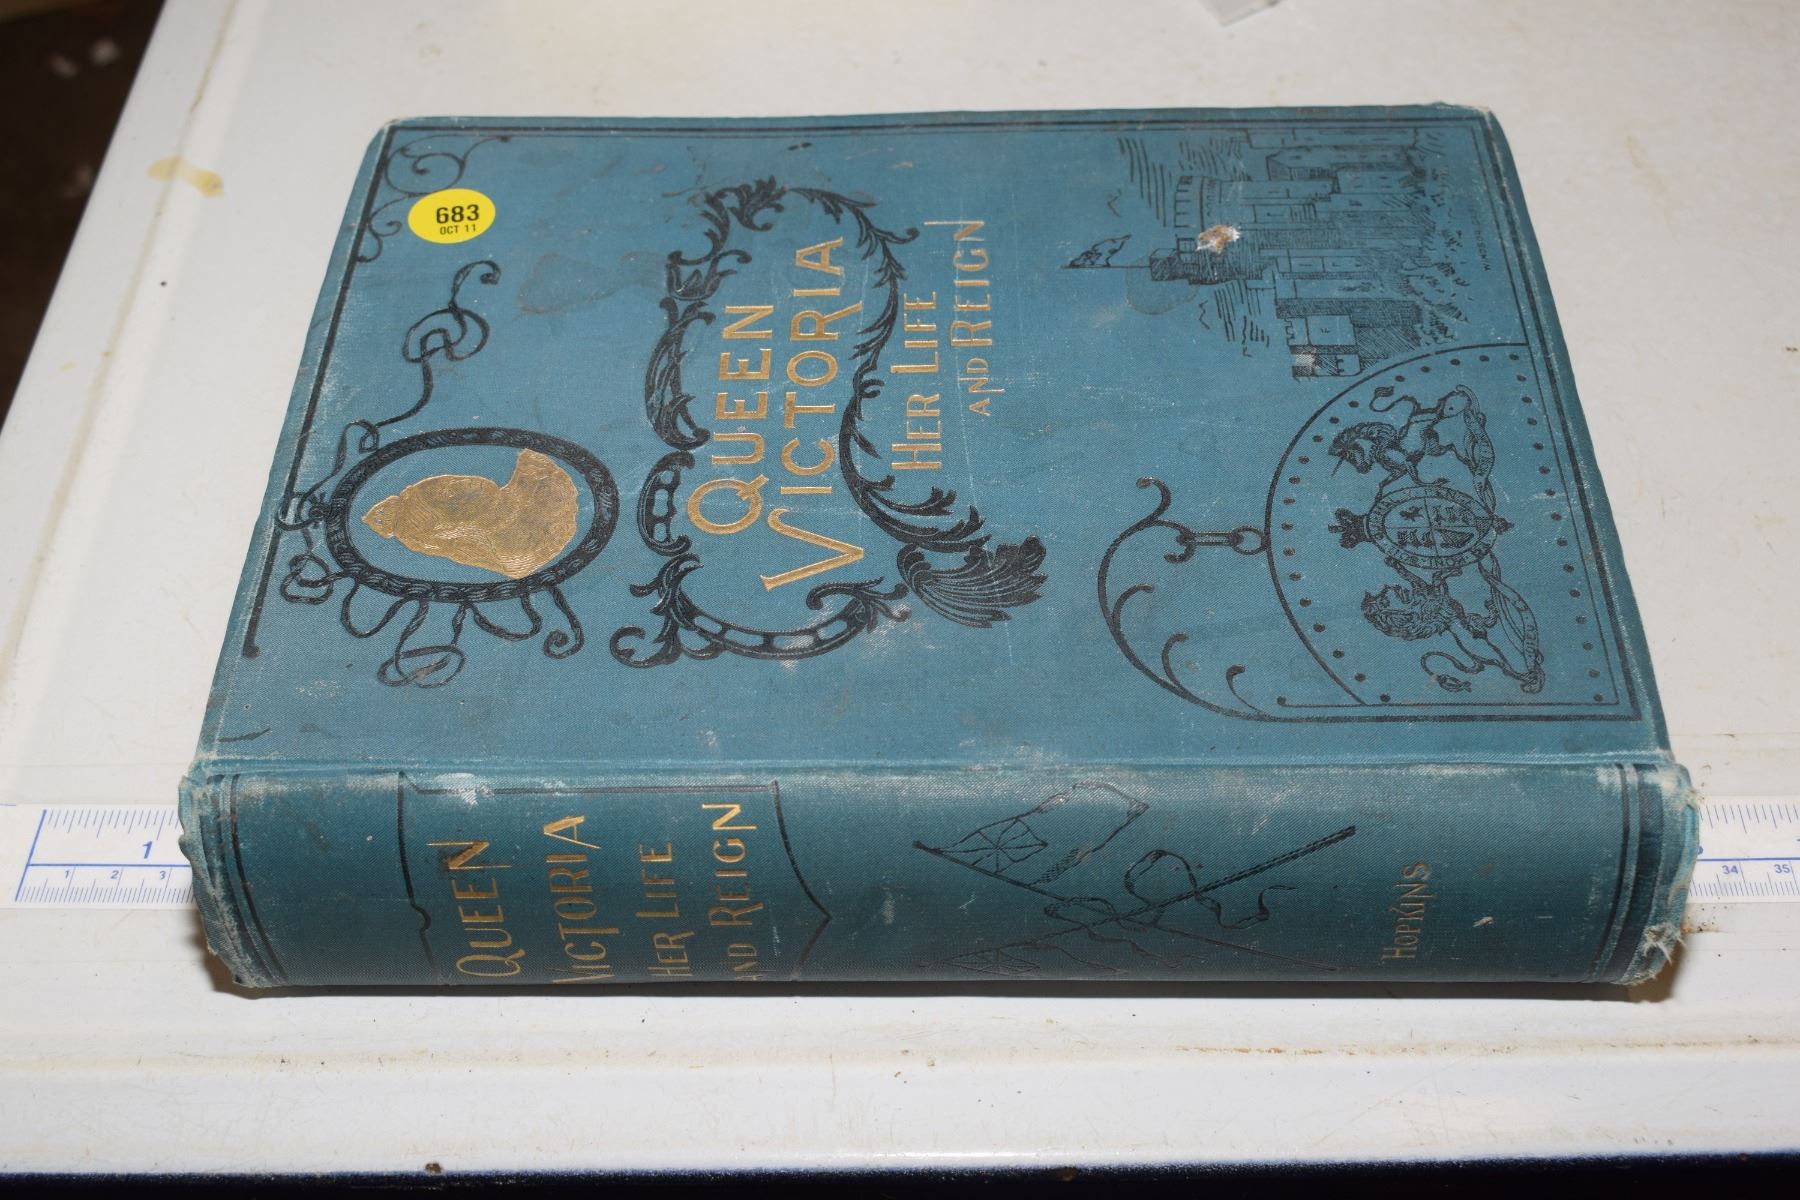 683
OCT 11
QUEEN
VICTORIA
HER LIFE
AND REIGN
WINDSOR
QUEEN
VICTORIA
HER LIFE
AND REIGN
HOPKINS
1
1 2 3
34 35